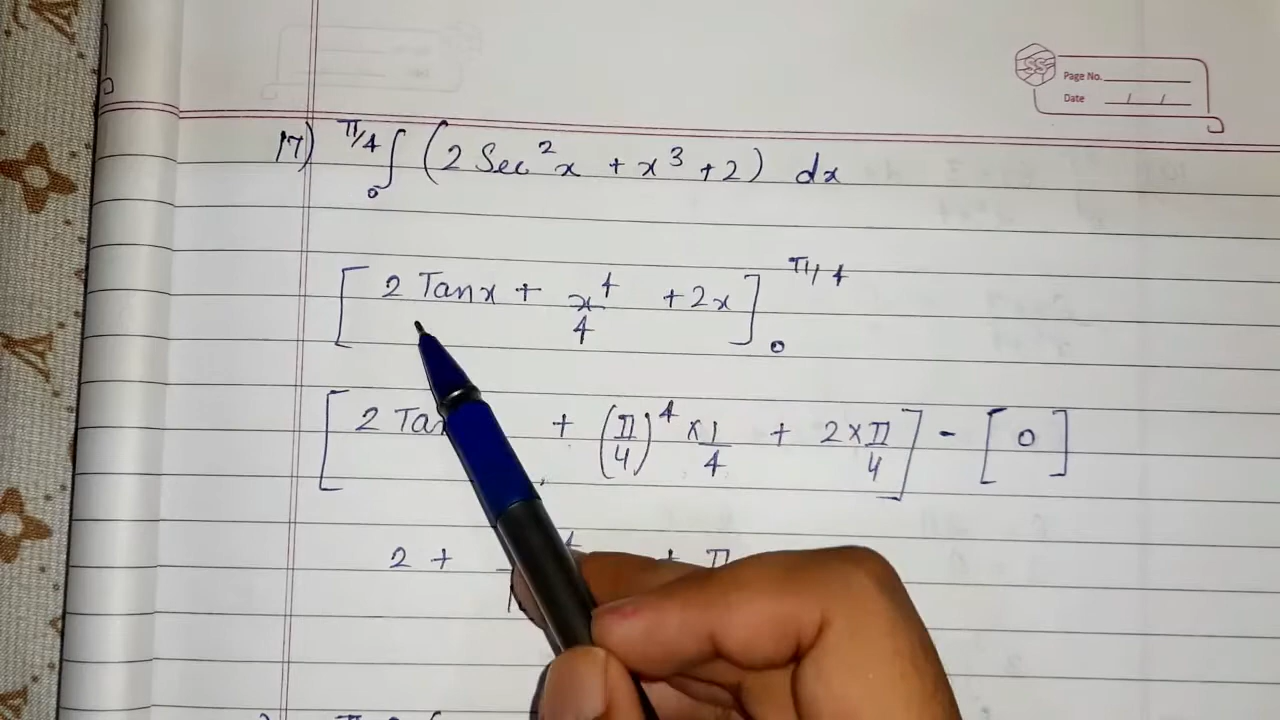 SS
Page No.
Date / /
17) π/4 ∫ 0 (2 Sec²x + x³ + 2) dx
[ 2 Tanx + x⁴/4 + 2x ] π/4 0
[ 2 Tan + (π/4)⁴ × 1/4 + 2×π/4 ] - [ 0 ]
2 + + π